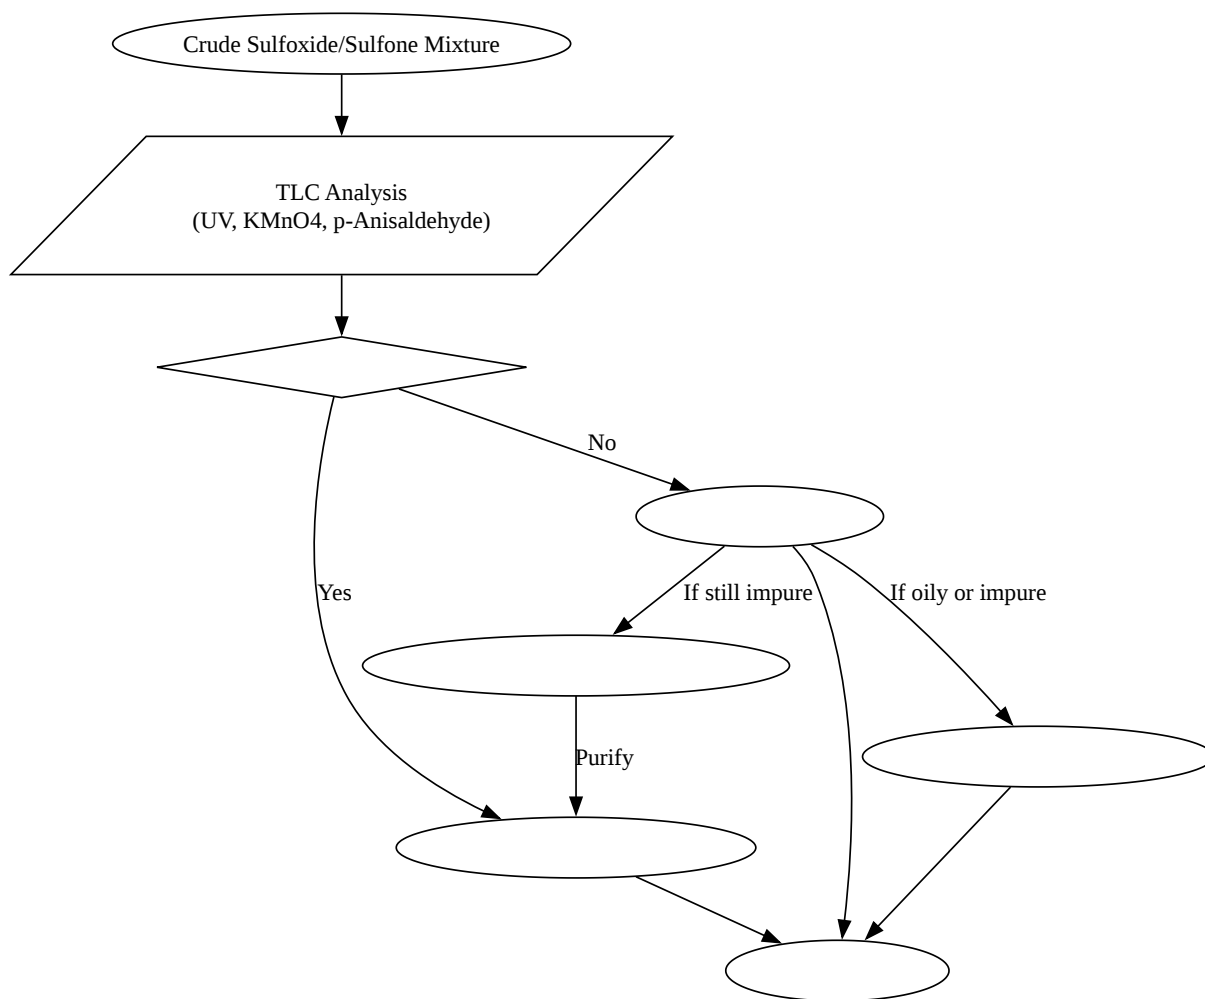 Crude Sulfoxide/Sulfone Mixture
TLC Analysis
(UV, KMnO4, p-Anisaldehyde)
No
Yes
If still impure
If oily or impure
Purify